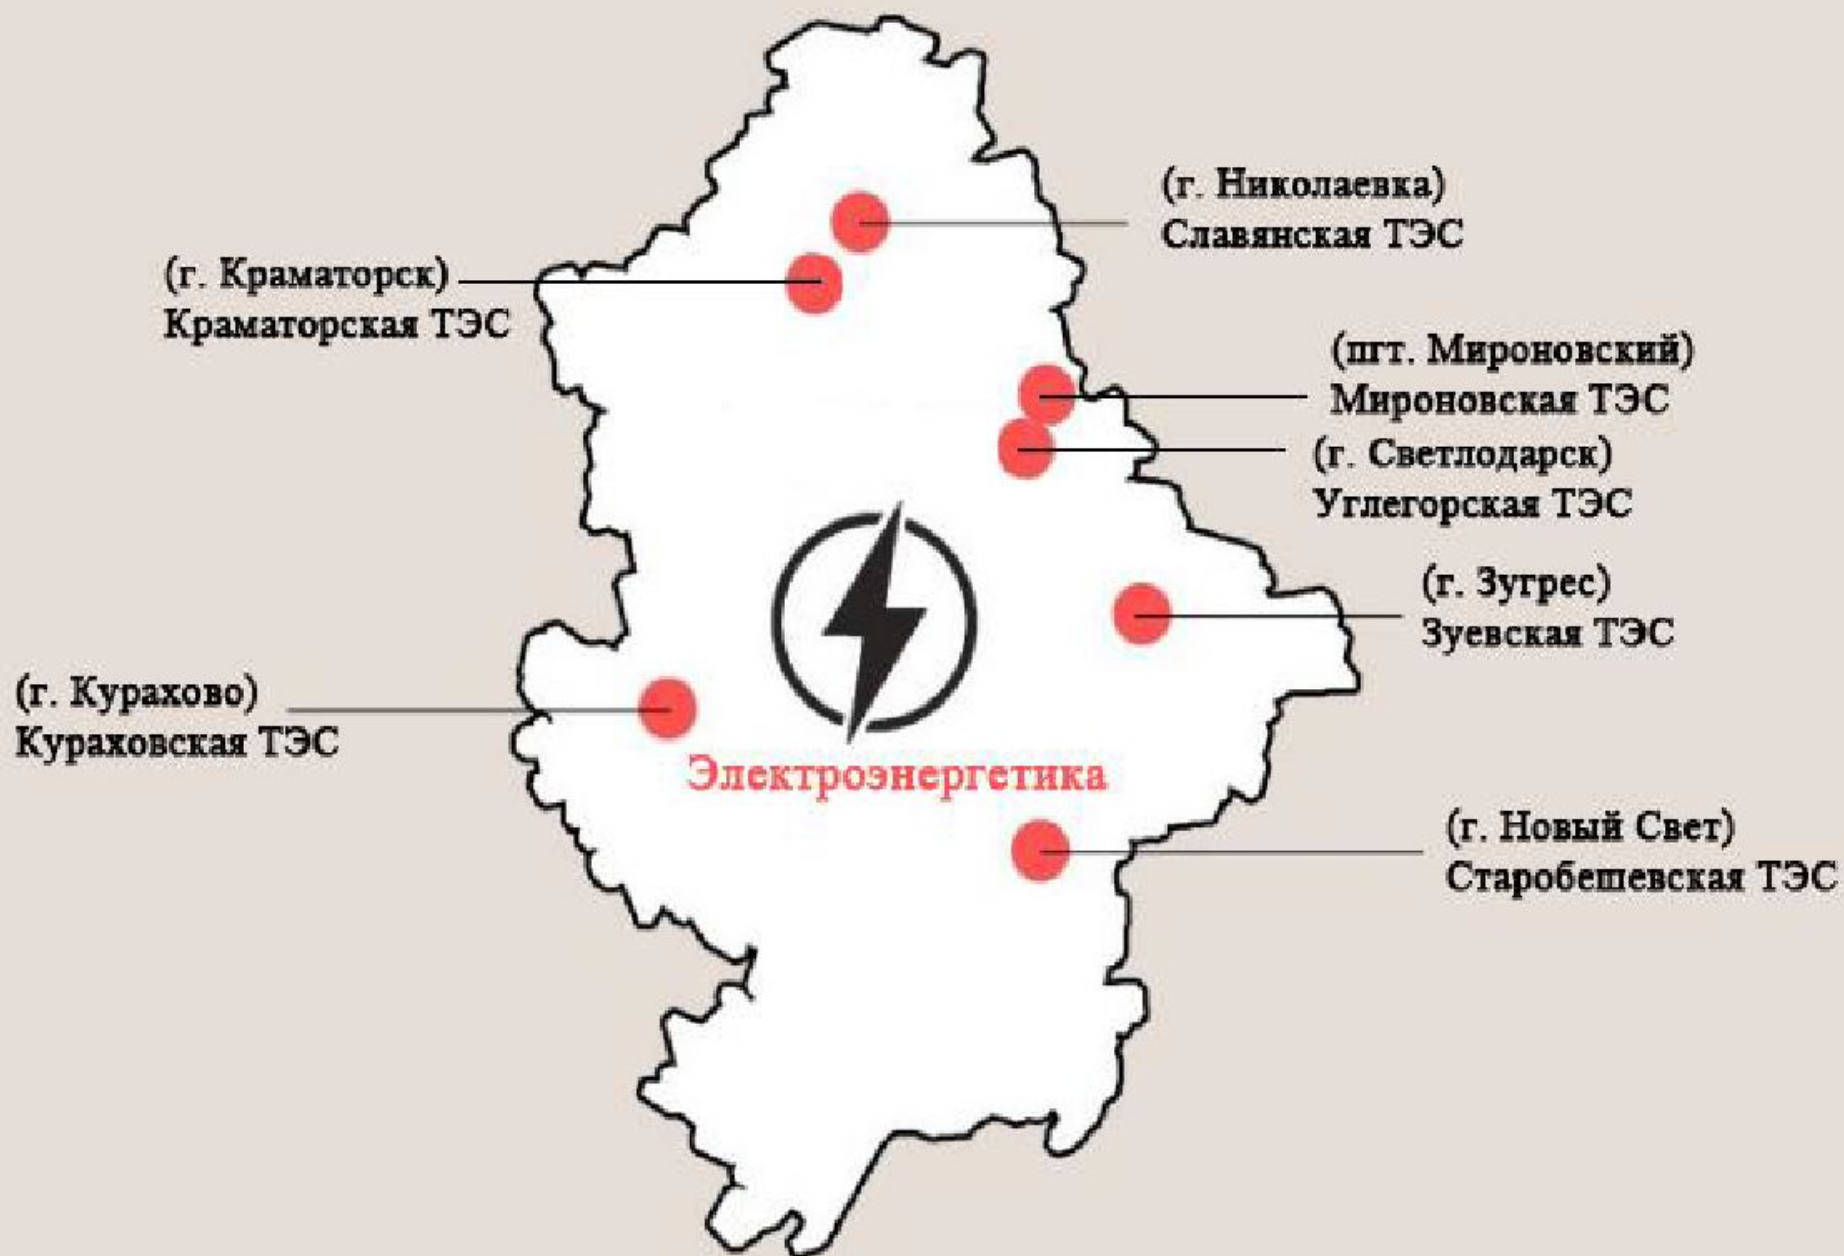 (г. Николаевка)
Славянская ТЭС
(г. Краматорск)
Краматорская ТЭС
(пгт. Мироновский)
Мироновская ТЭС
(г. Светлодарск)
Углегорская ТЭС
(г. Зугрес)
Зуевская ТЭС
(г. Курахово)
Кураховская ТЭС
Электроэнергетика
(г. Новый Свет)
Старобешевская ТЭС